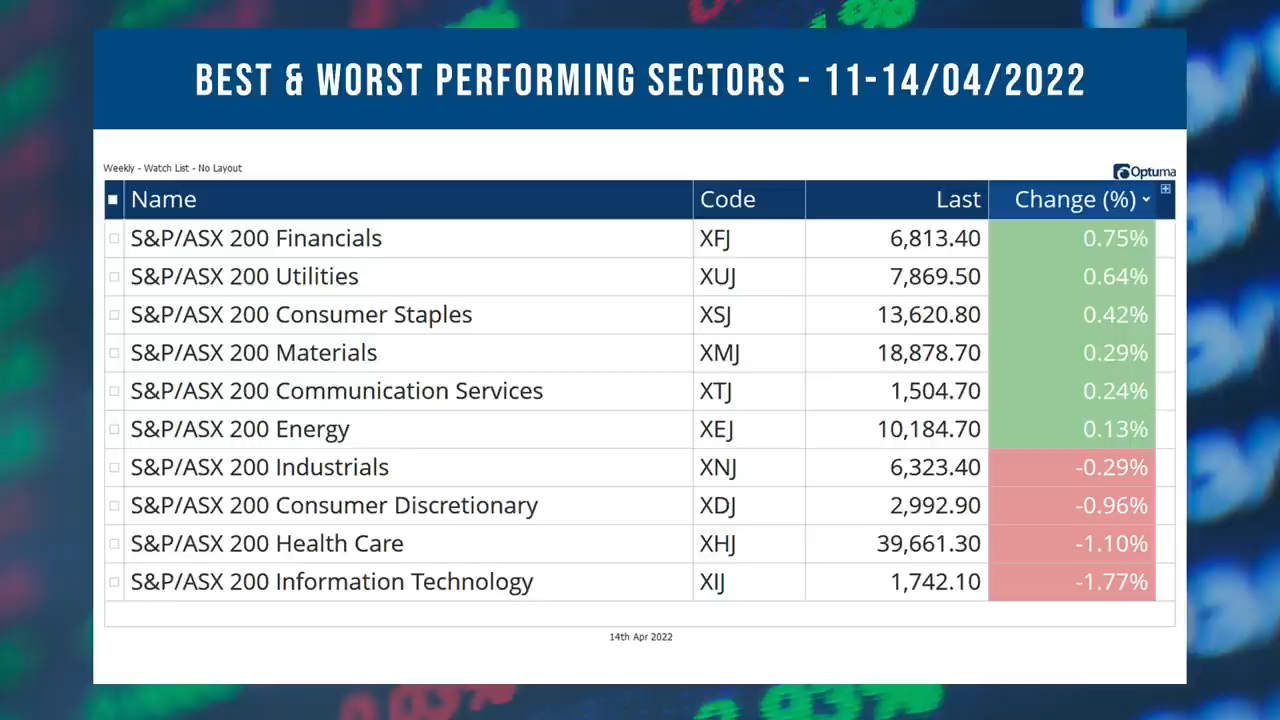 BEST & WORST PERFORMING SECTORS - 11-14/04/2022
Weekly - Watch List - No Layout
Optuma
Name Code Last Change (%)
S&P/ASX 200 Financials XFJ 6,813.40 0.75%
S&P/ASX 200 Utilities XUJ 7,869.50 0.64%
S&P/ASX 200 Consumer Staples XSJ 13,620.80 0.42%
S&P/ASX 200 Materials XMJ 18,878.70 0.29%
S&P/ASX 200 Communication Services XTJ 1,504.70 0.24%
S&P/ASX 200 Energy XEJ 10,184.70 0.13%
S&P/ASX 200 Industrials XNJ 6,323.40 -0.29%
S&P/ASX 200 Consumer Discretionary XDJ 2,992.90 -0.96%
S&P/ASX 200 Health Care XHJ 39,661.30 -1.10%
S&P/ASX 200 Information Technology XIJ 1,742.10 -1.77%
14th Apr 2022